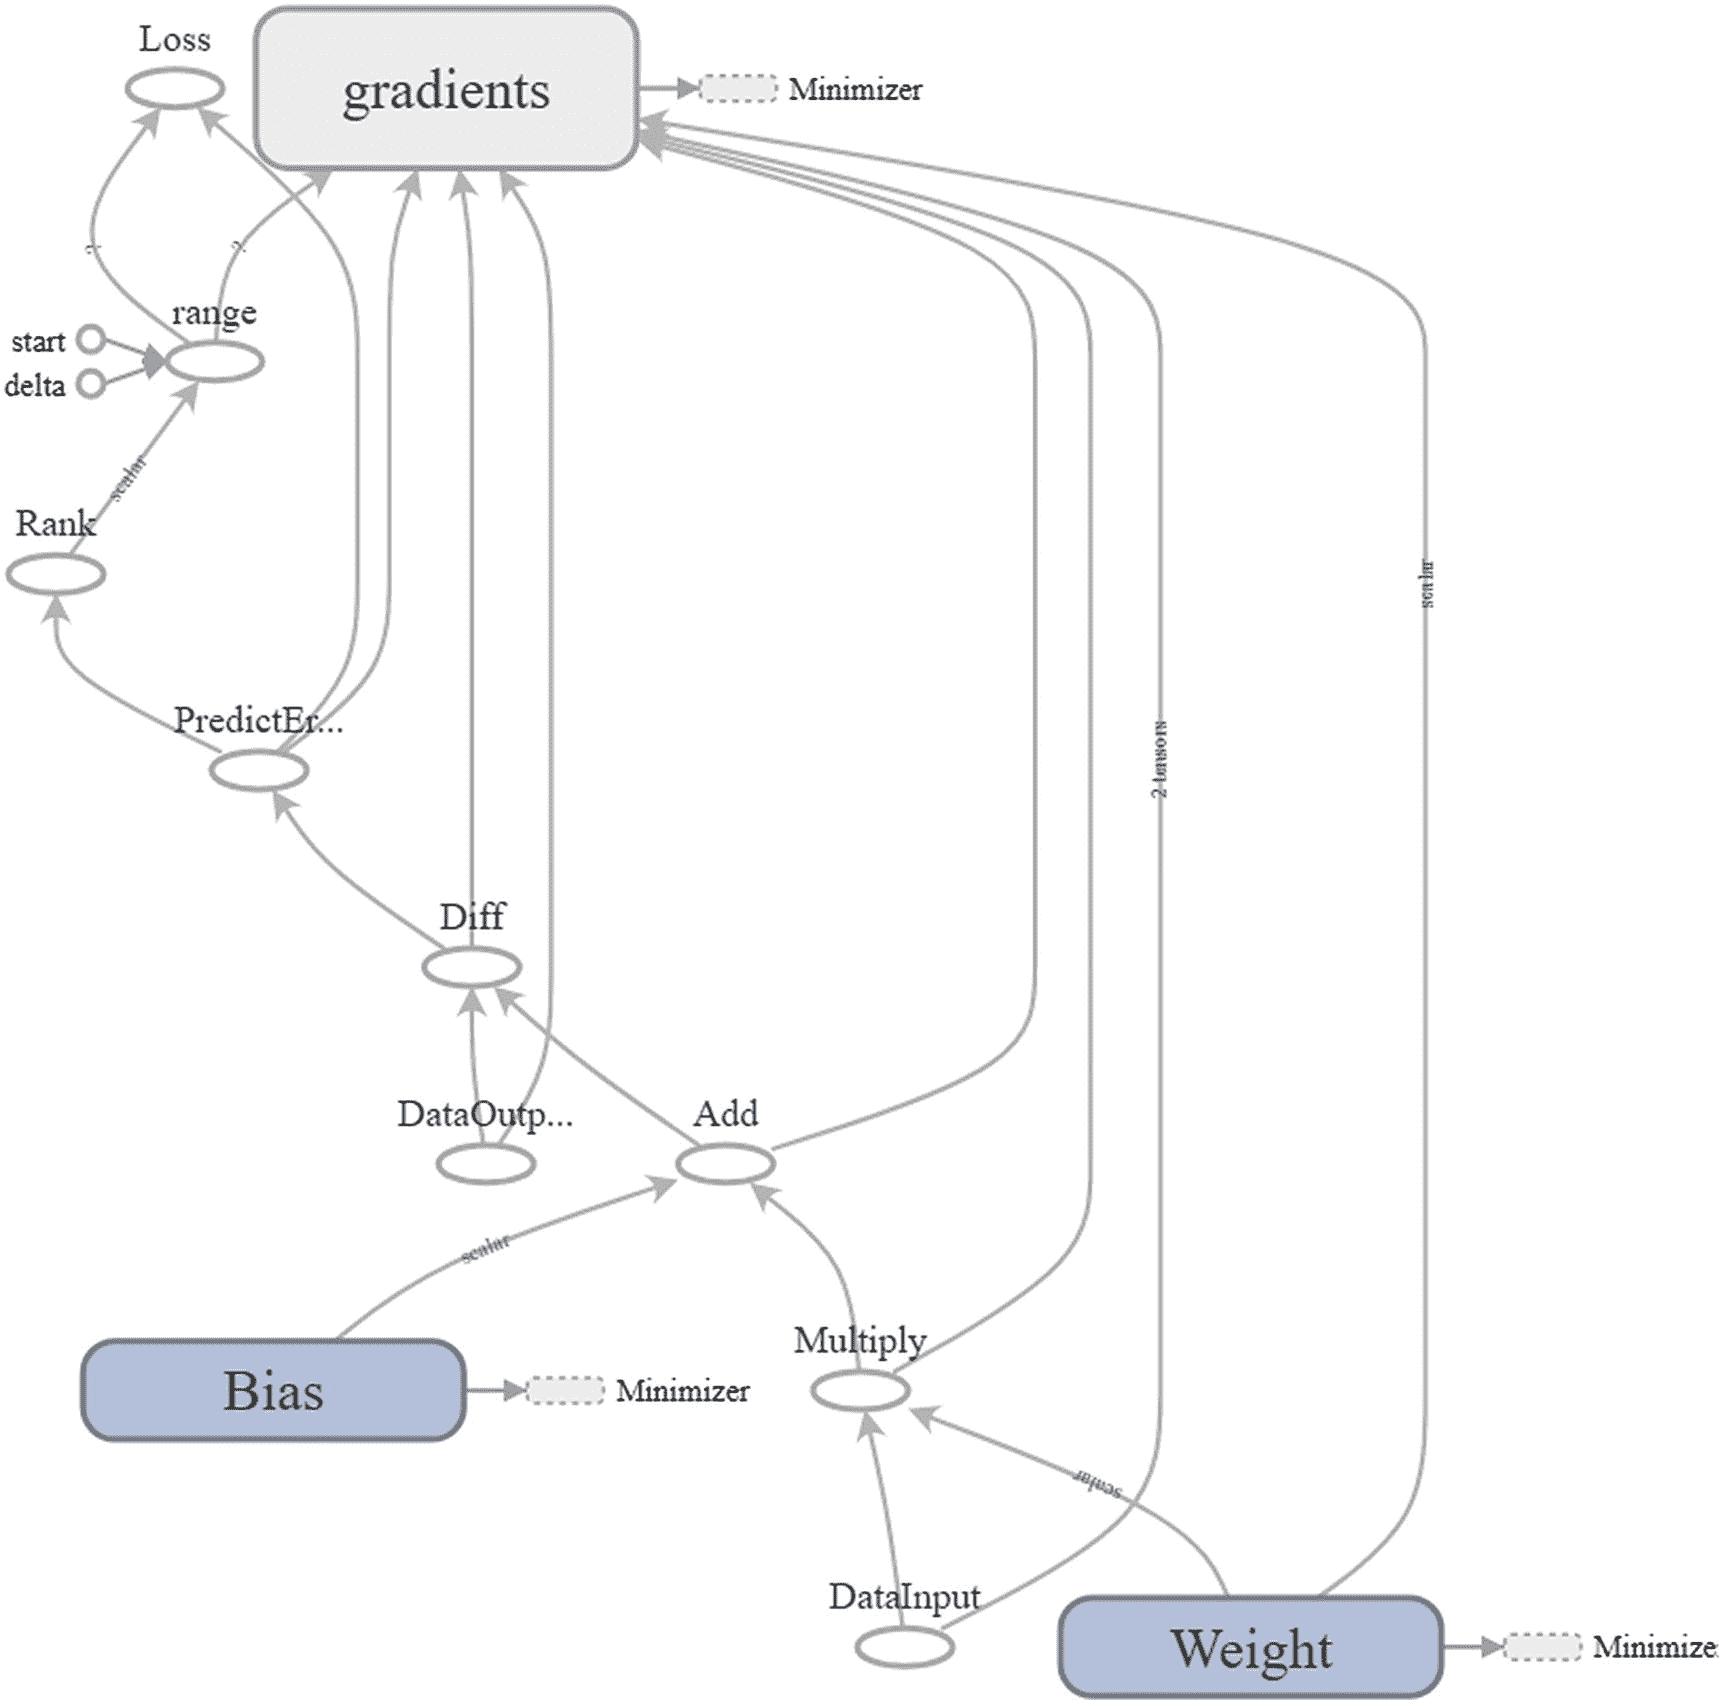 Loss
gradients
Minimizer
?
?
range
start
delta
scalar
Rank
scalar
PredictEr...
2 tensors
Diff
DataOutp...
Add
scalar
Multiply
Bias
Minimizer
scalar
DataInput
Weight
Minimize